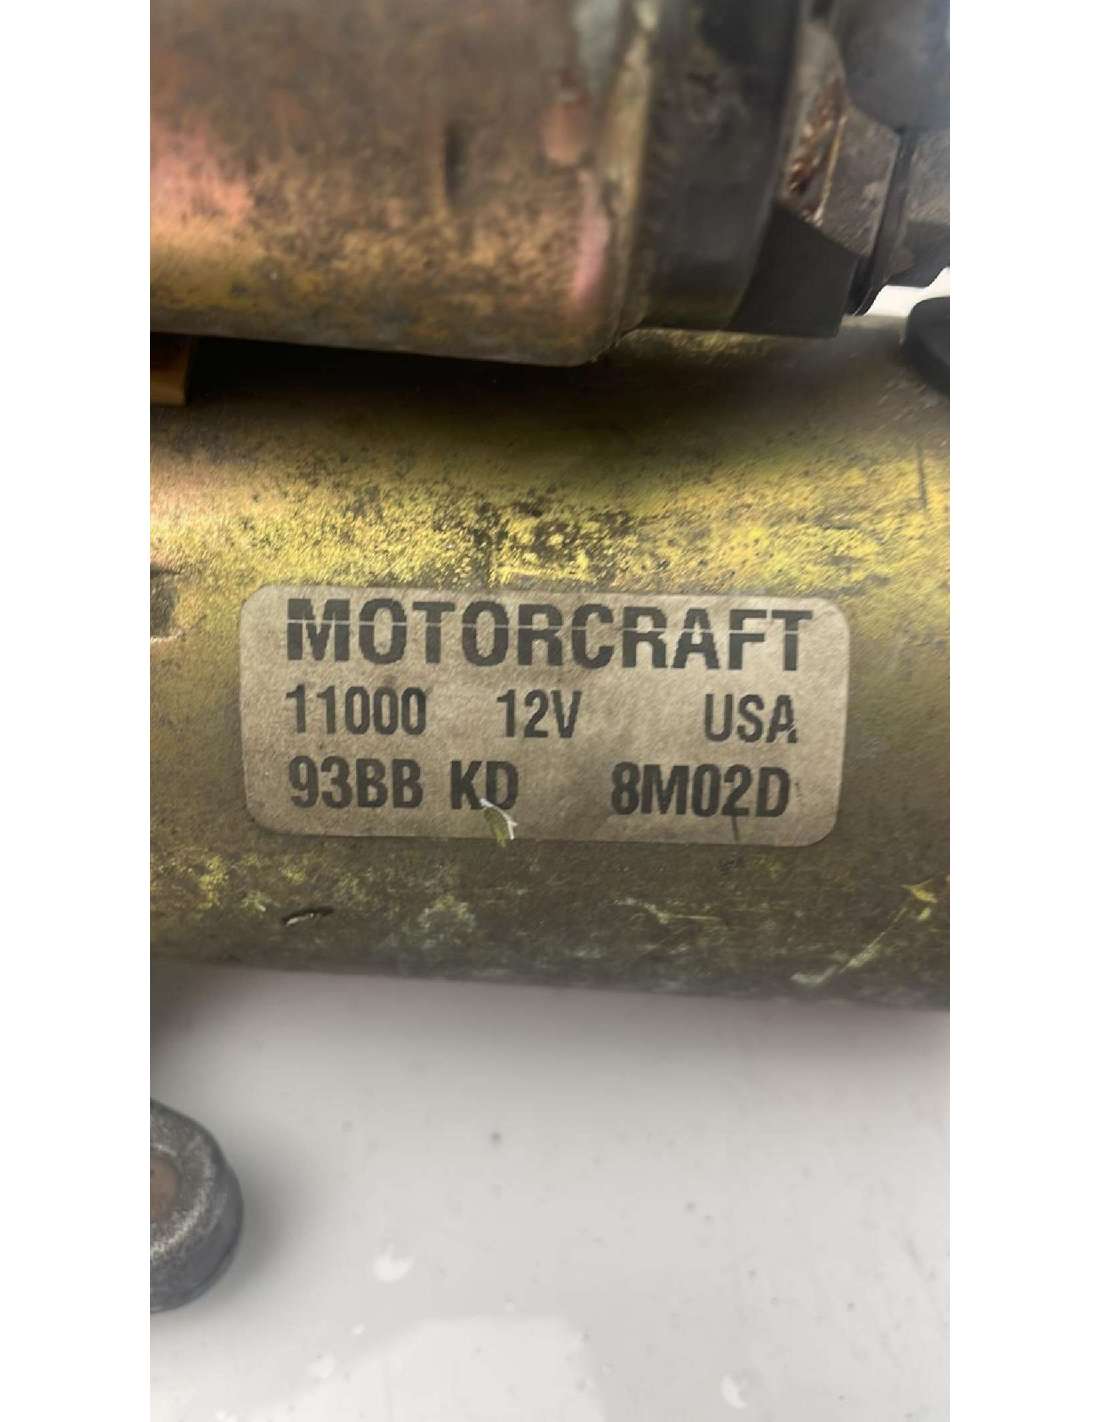 MOTORCRAFT
11000 12V USA
93BB KD 8M02D